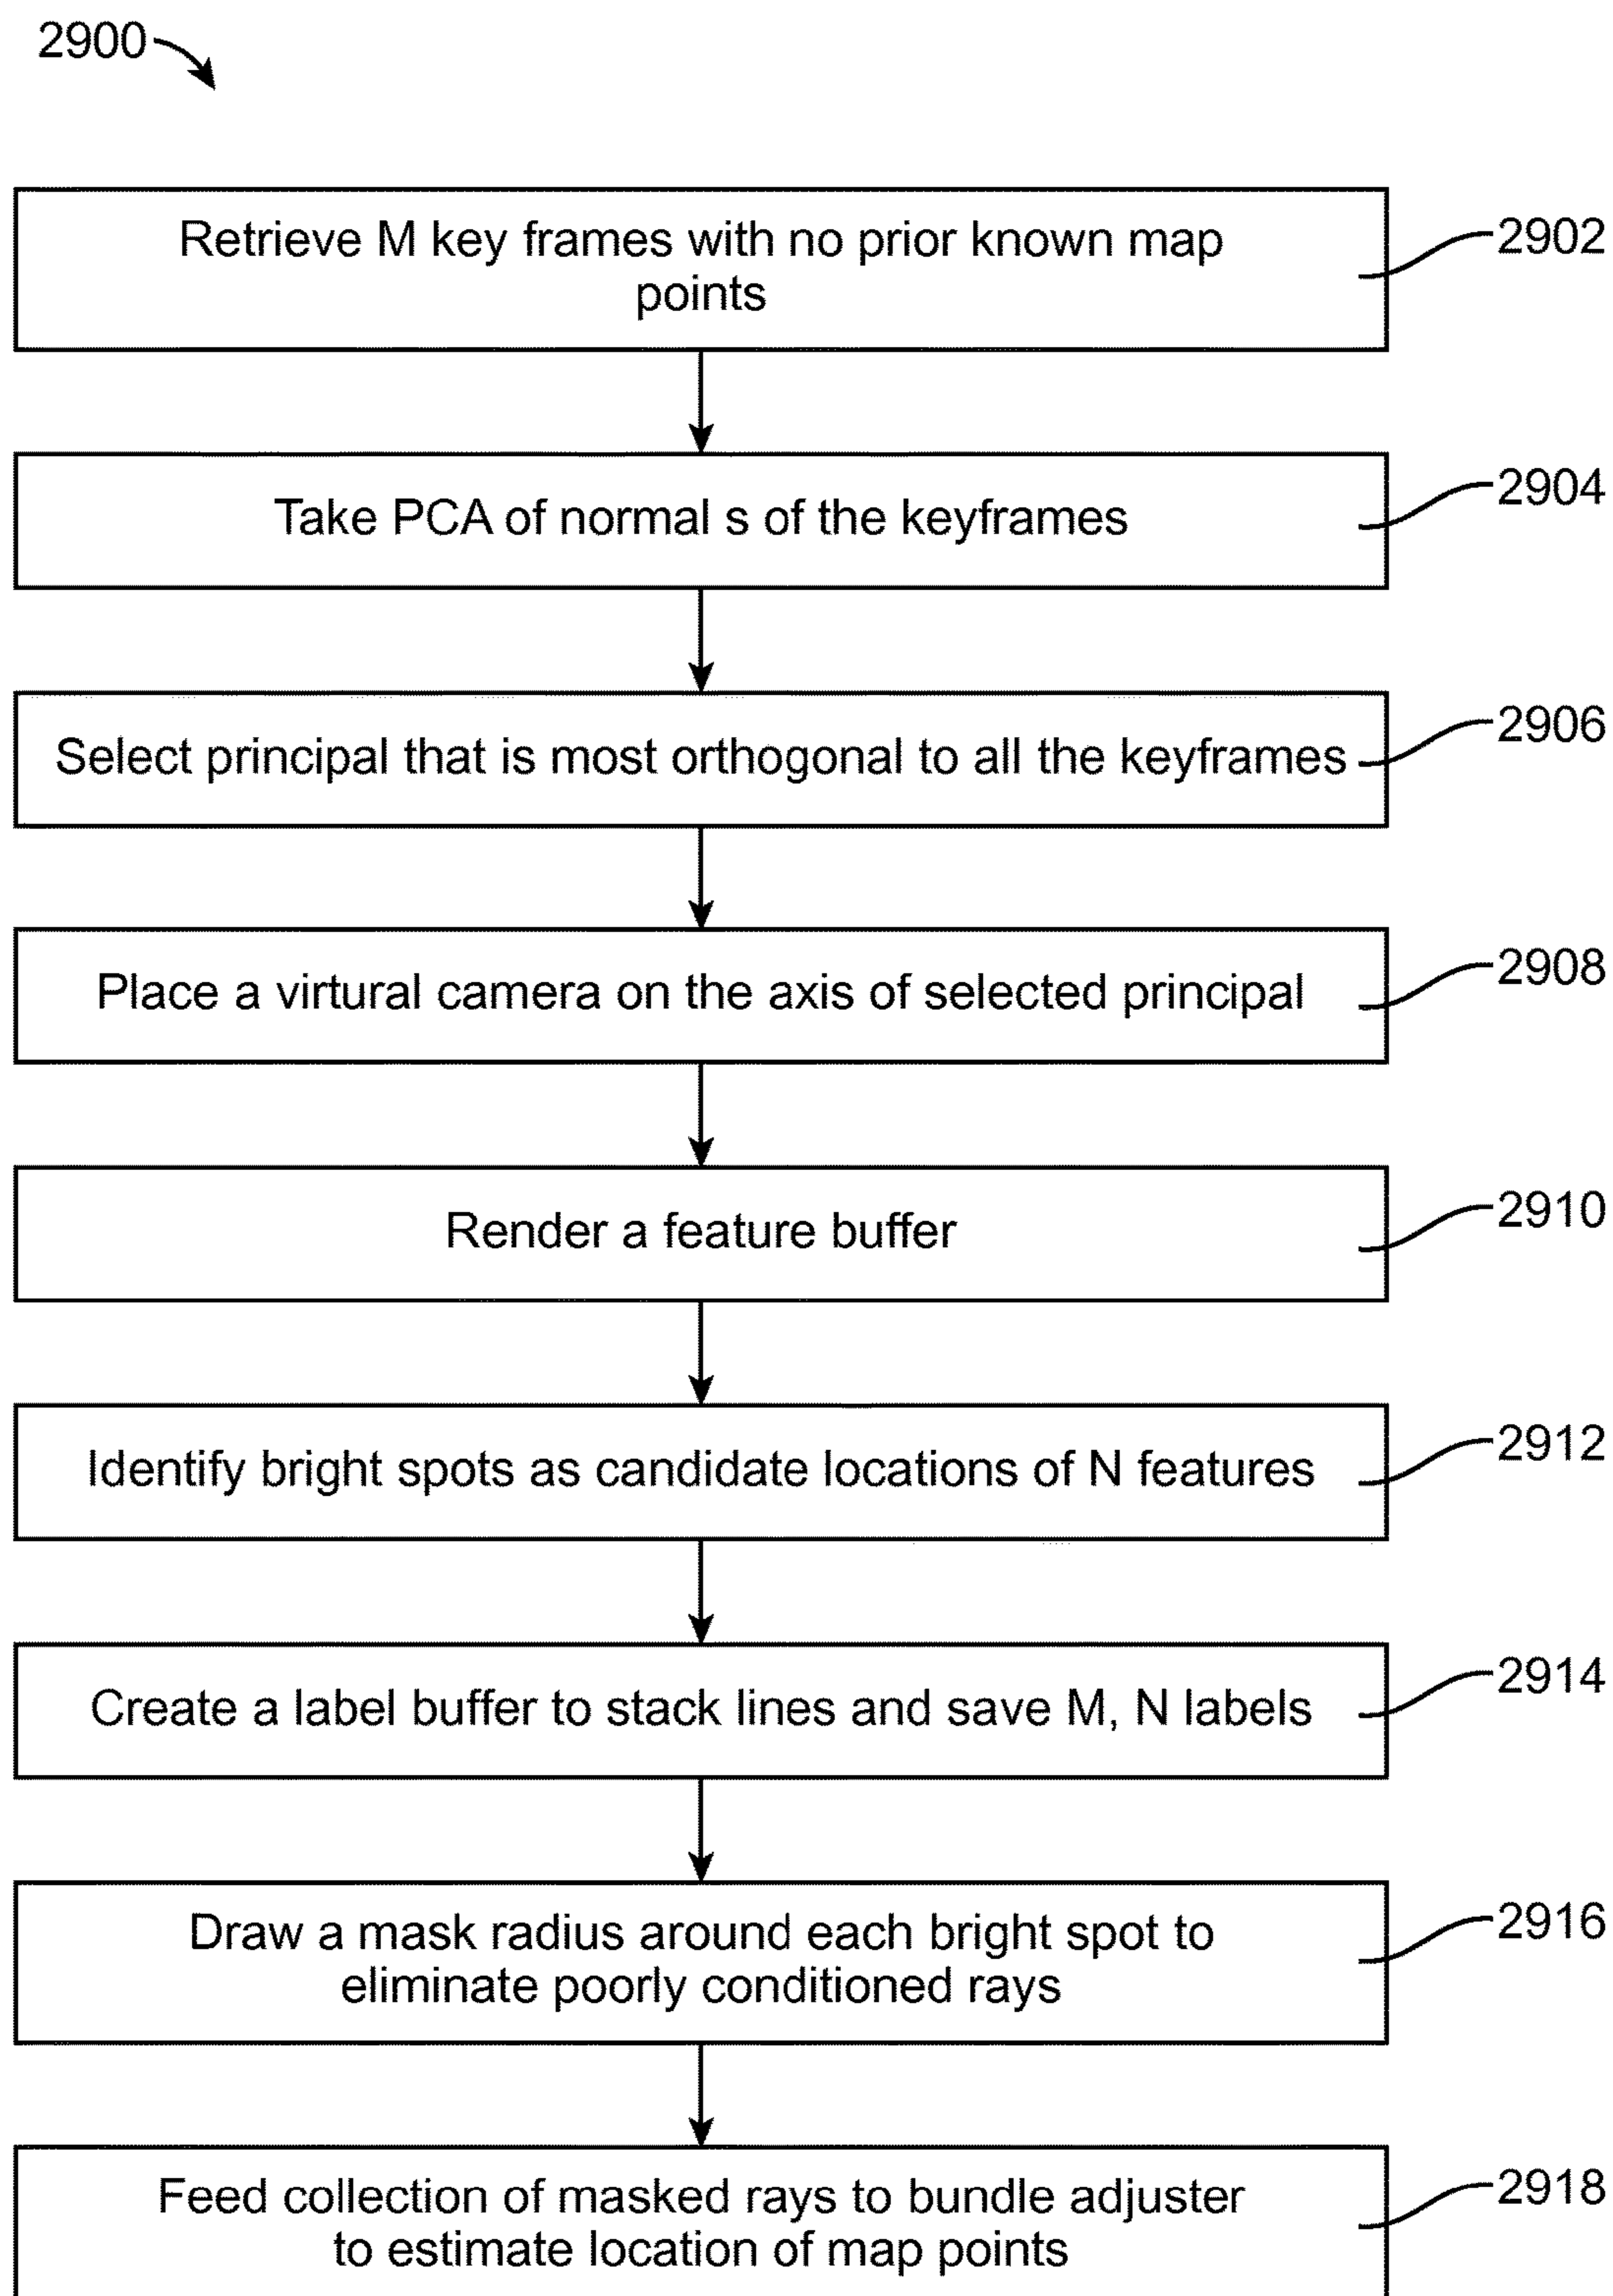 2900
Retrieve M key frames with no prior known map
points
2902
Take PCA of normal s of the keyframes
2904
Select principal that is most orthogonal to all the keyframes
2906
Place a virtural camera on the axis of selected principal
2908
Render a feature buffer
2910
Identify bright spots as candidate locations of N features
2912
Create a label buffer to stack lines and save M, N labels
2914
Draw a mask radius around each bright spot to
eliminate poorly conditioned rays
2916
Feed collection of masked rays to bundle adjuster
to estimate location of map points
2918